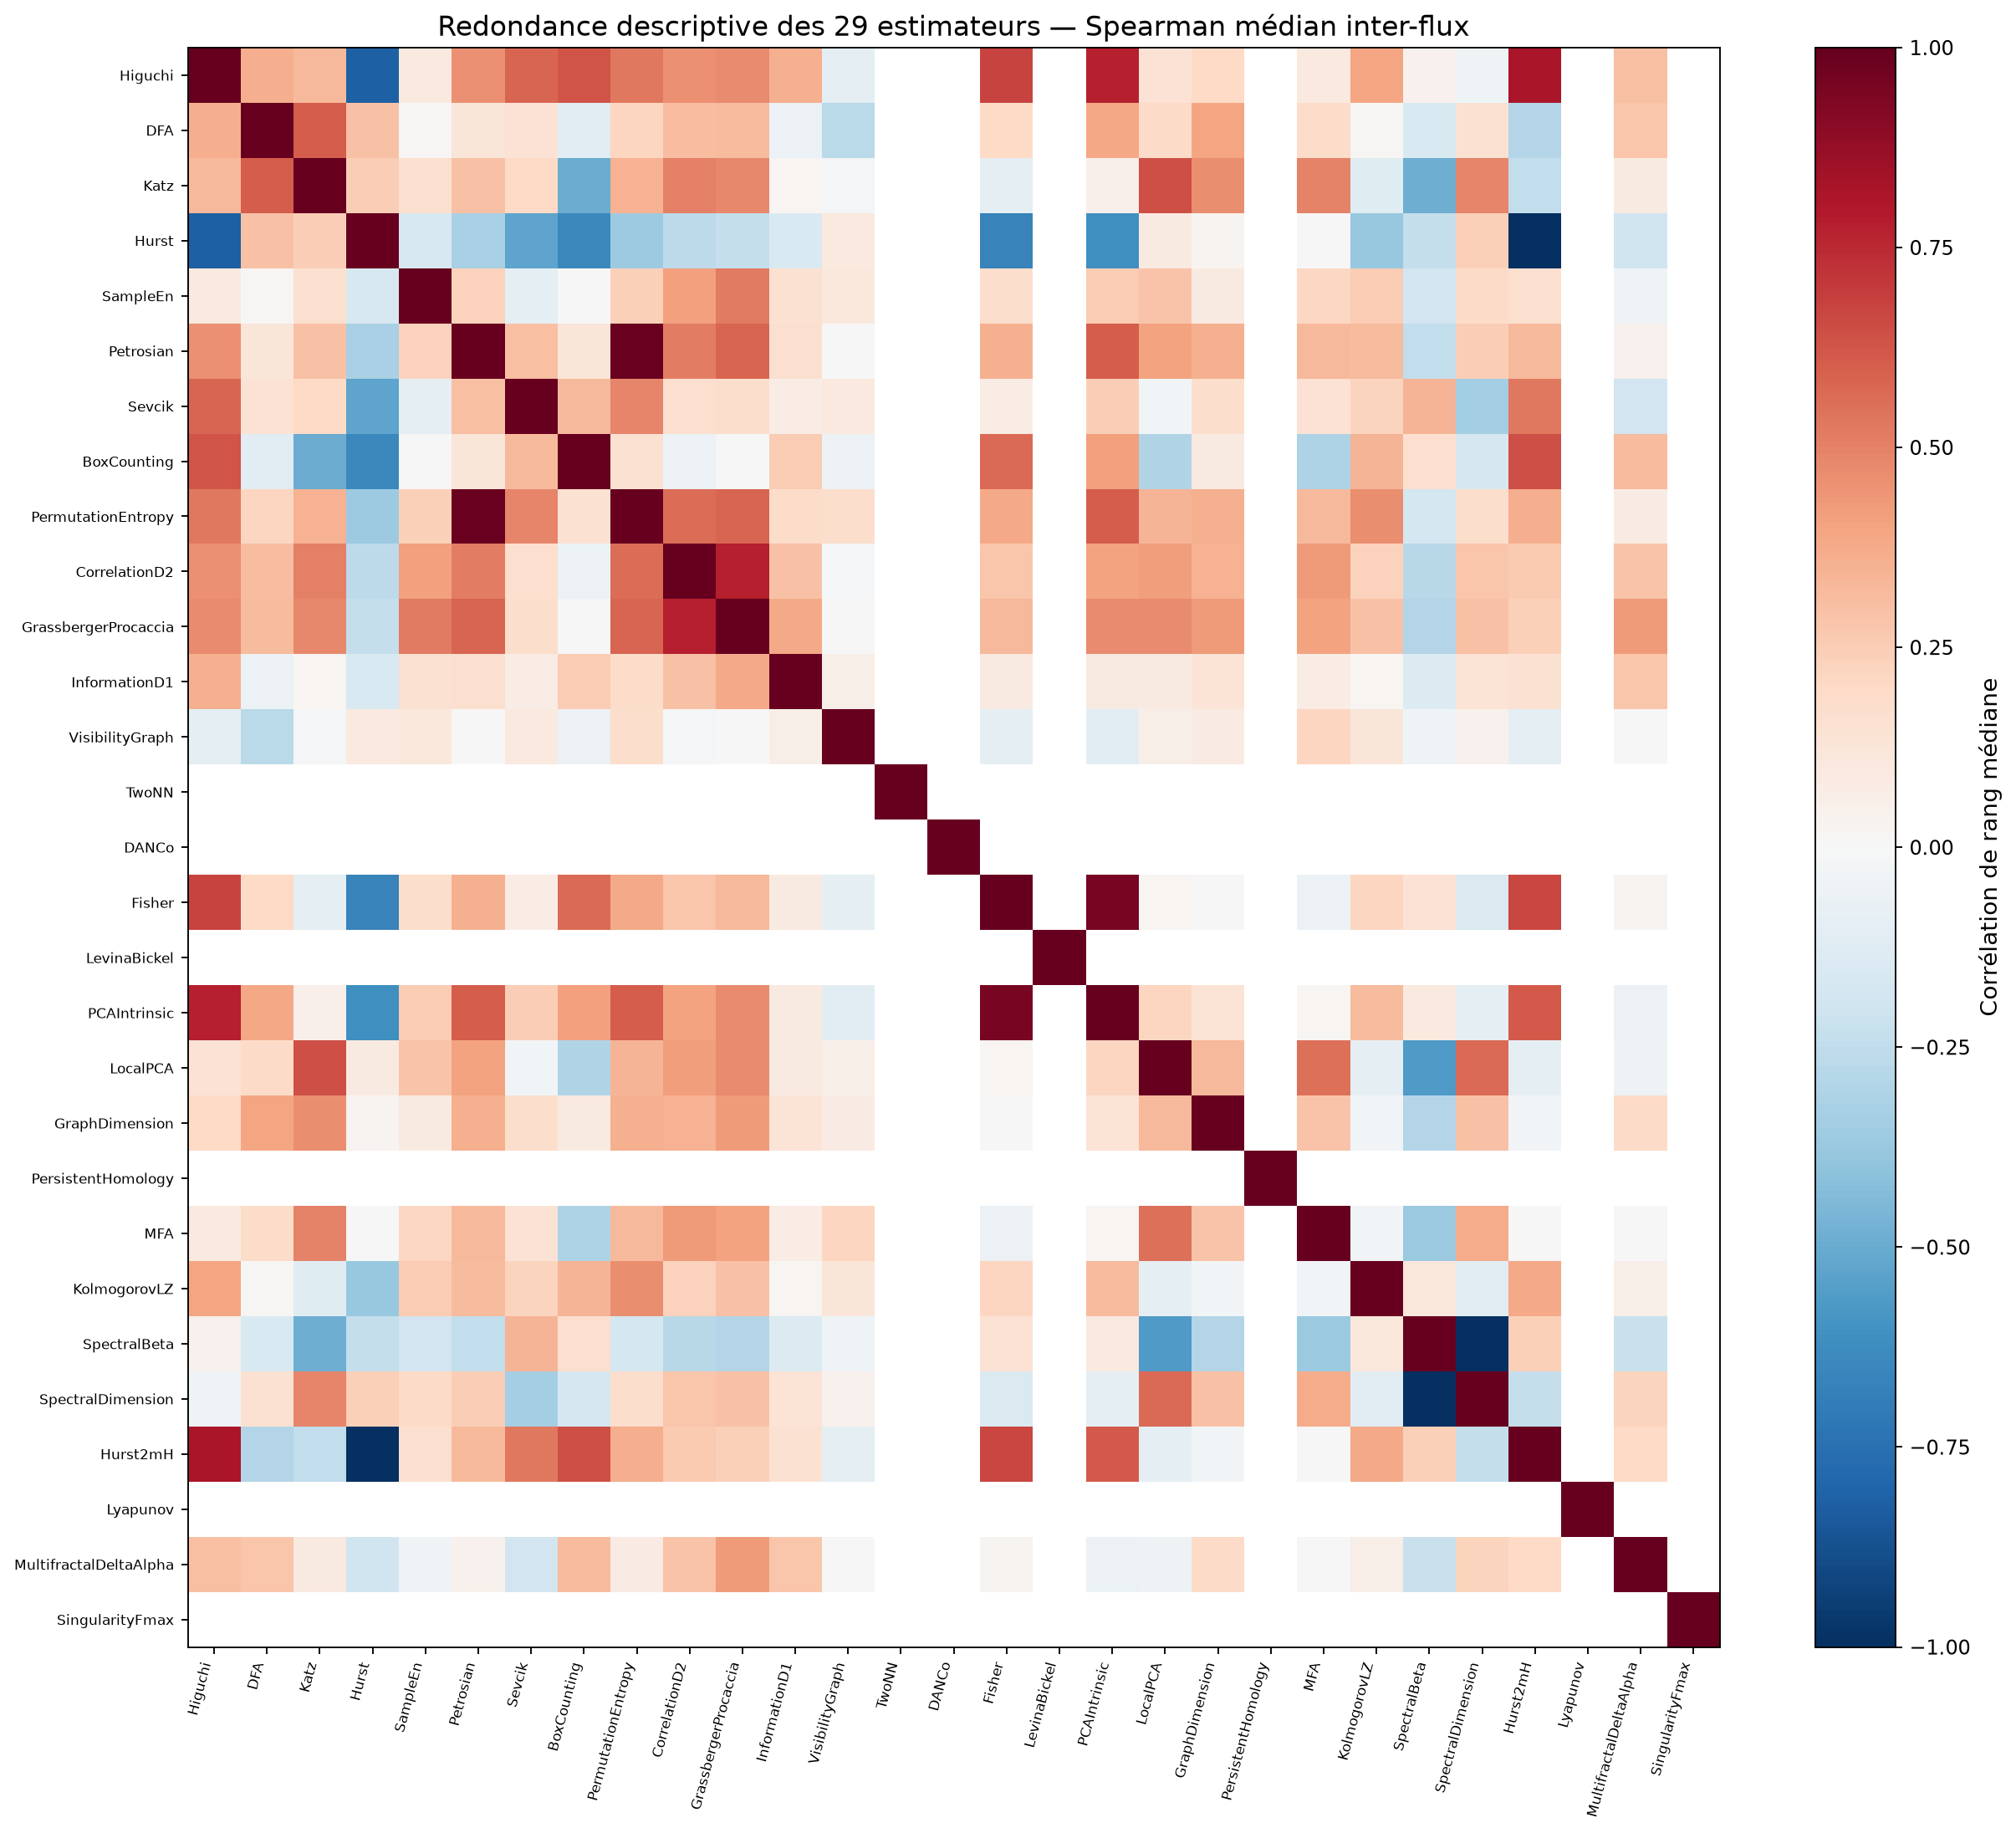 Redondance descriptive des 29 estimateurs — Spearman médian inter-flux
Higuchi
DFA
Katz
Hurst
SampleEn
Petrosian
Sevcik
BoxCounting
PermutationEntropy
CorrelationD2
GrassbergerProcaccia
InformationD1
VisibilityGraph
TwoNN
DANCo
Fisher
LevinaBickel
PCAIntrinsic
LocalPCA
GraphDimension
PersistentHomology
MFA
KolmogorovLZ
SpectralBeta
SpectralDimension
Hurst2mH
Lyapunov
MultifractalDeltaAlpha
SingularityFmax
Higuchi
DFA
Katz
Hurst
SampleEn
Petrosian
Sevcik
BoxCounting
PermutationEntropy
CorrelationD2
GrassbergerProcaccia
InformationD1
VisibilityGraph
TwoNN
DANCo
Fisher
LevinaBickel
PCAIntrinsic
LocalPCA
GraphDimension
PersistentHomology
MFA
KolmogorovLZ
SpectralBeta
SpectralDimension
Hurst2mH
Lyapunov
MultifractalDeltaAlpha
SingularityFmax
1.00
0.75
0.50
0.25
0.00
−0.25
−0.50
−0.75
−1.00
Corrélation de rang médiane